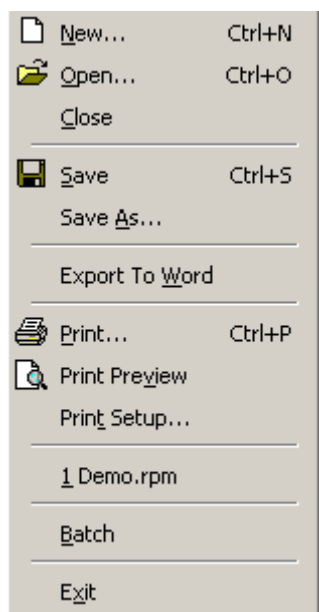 New... Ctrl+N
Open... Ctrl+O
Close
Save Ctrl+S
Save As...
Export To Word
Print... Ctrl+P
Print Preview
Print Setup...
1 Demo.rpm
Batch
Exit